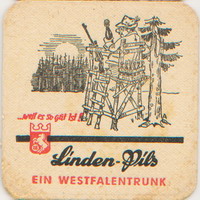 ...weil es so gut ist!
Linden-Pils
EIN WESTFALENTRUNK